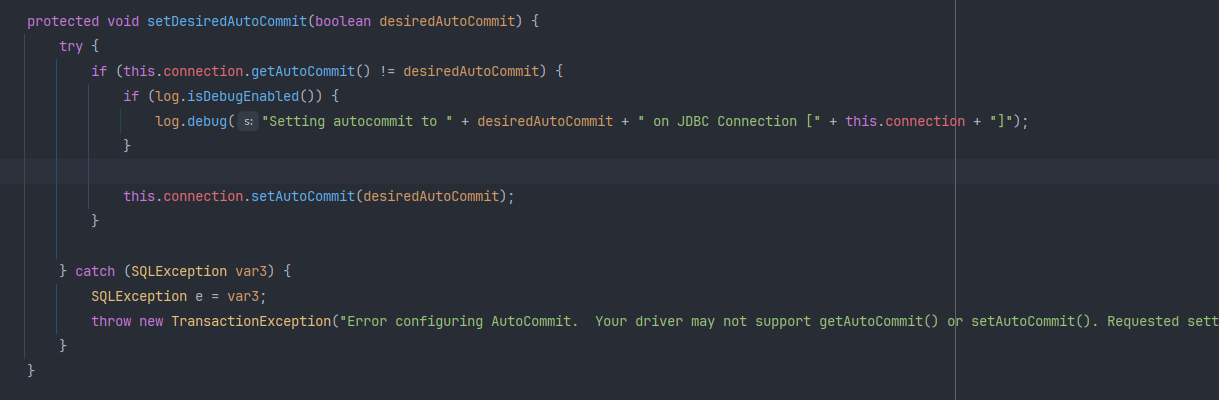 protected void setDesiredAutoCommit(boolean desiredAutoCommit) {
try {
if (this.connection.getAutoCommit() != desiredAutoCommit) {
if (log.isDebugEnabled()) {
log.debug( s: "Setting autocommit to " + desiredAutoCommit + " on JDBC Connection [" + this.connection + "]");
}
this.connection.setAutoCommit(desiredAutoCommit);
}
} catch (SQLException var3) {
SQLException e = var3;
throw new TransactionException("Error configuring AutoCommit.  Your driver may not support getAutoCommit() or setAutoCommit(). Requested sett
}
}